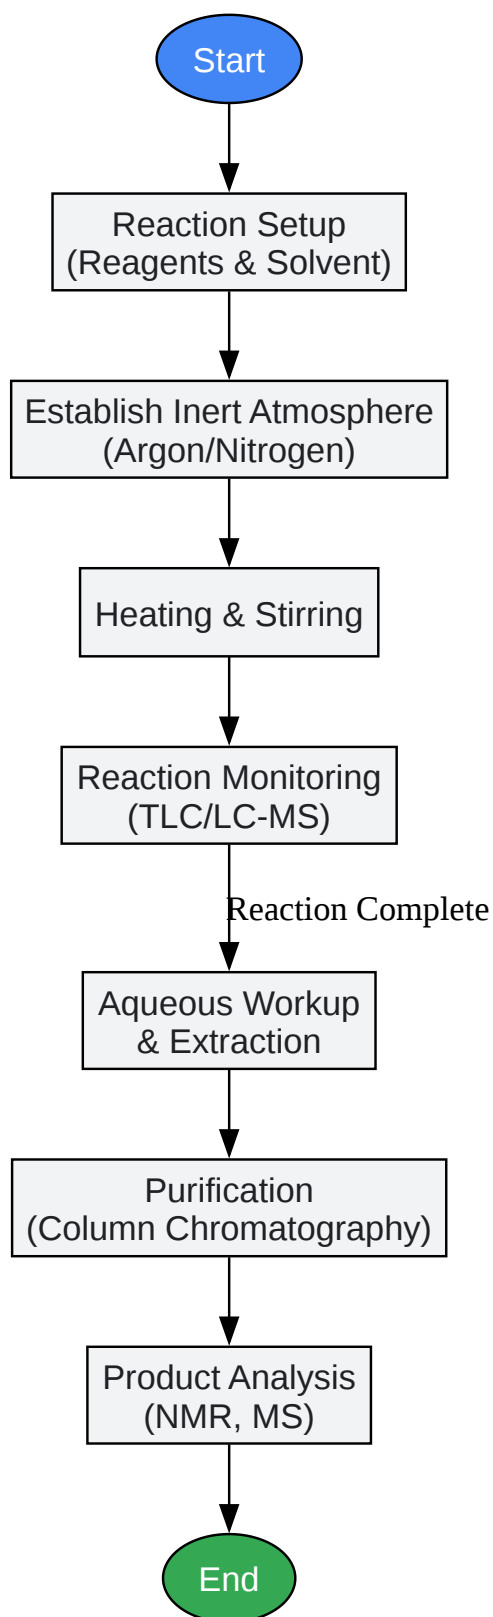 Start
Reaction Setup
(Reagents & Solvent)
Establish Inert Atmosphere
(Argon/Nitrogen)
Heating & Stirring
Reaction Monitoring
(TLC/LC-MS)
Reaction Complete
Aqueous Workup
& Extraction
Purification
(Column Chromatography)
Product Analysis
(NMR, MS)
End